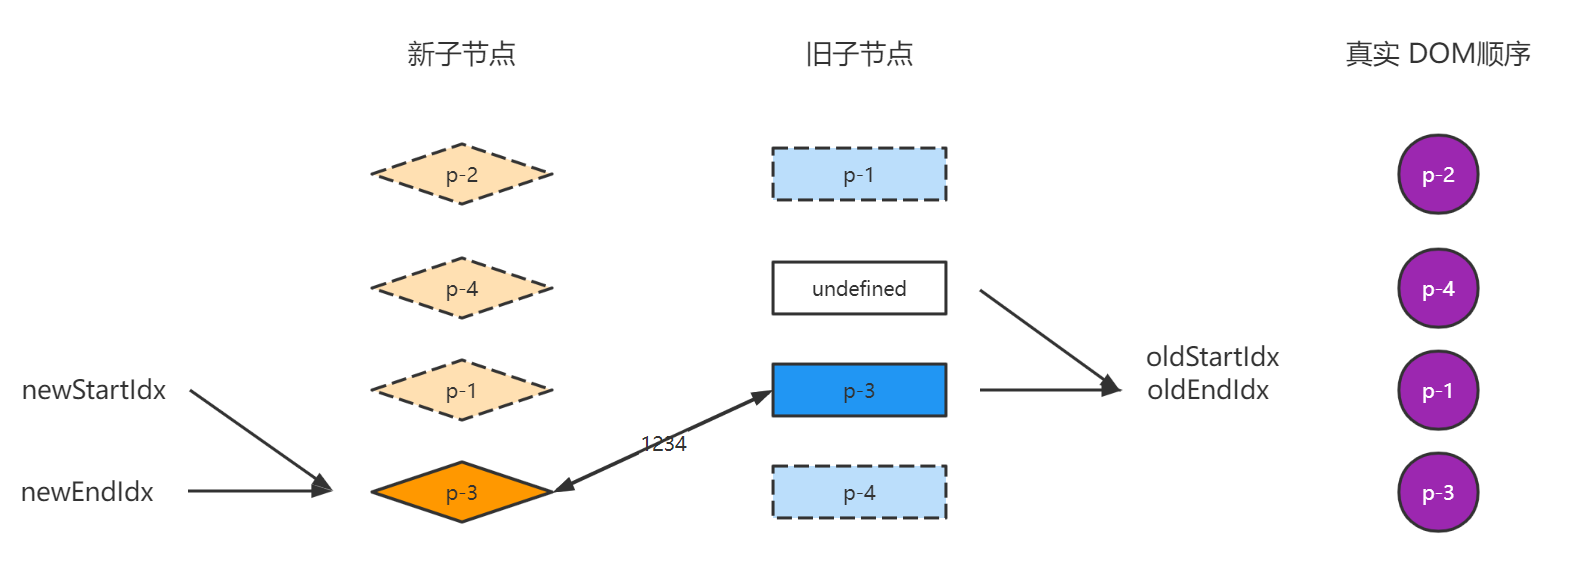 新子节点
旧子节点
真实 DOM顺序
p-2
p-1
p-2
p-4
undefined
p-4
oldStartIdx
newStartIdx
p-1
p-3
oldEndIdx
p-1
1234
newEndIdx
p-3
p-4
p-3